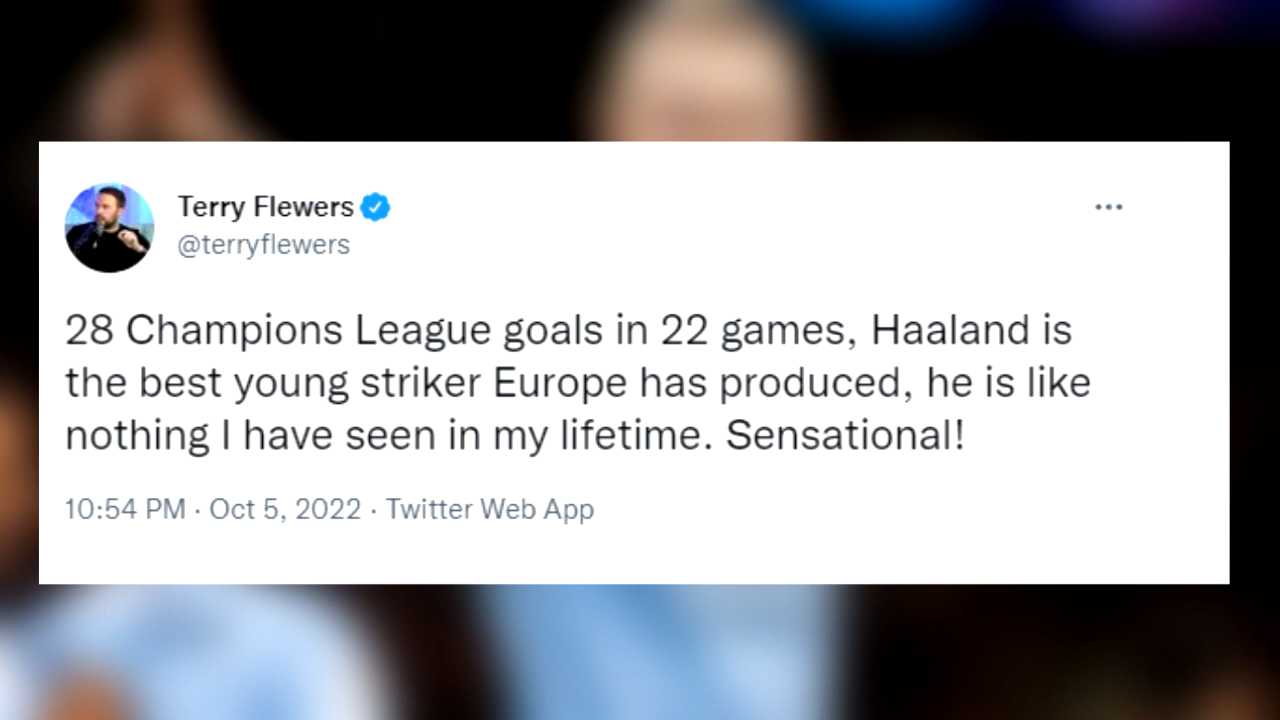 Terry Flewers
@terryflewers
28 Champions League goals in 22 games, Haaland is
the best young striker Europe has produced, he is like
nothing I have seen in my lifetime. Sensational!
10:54 PM · Oct 5, 2022 · Twitter Web App